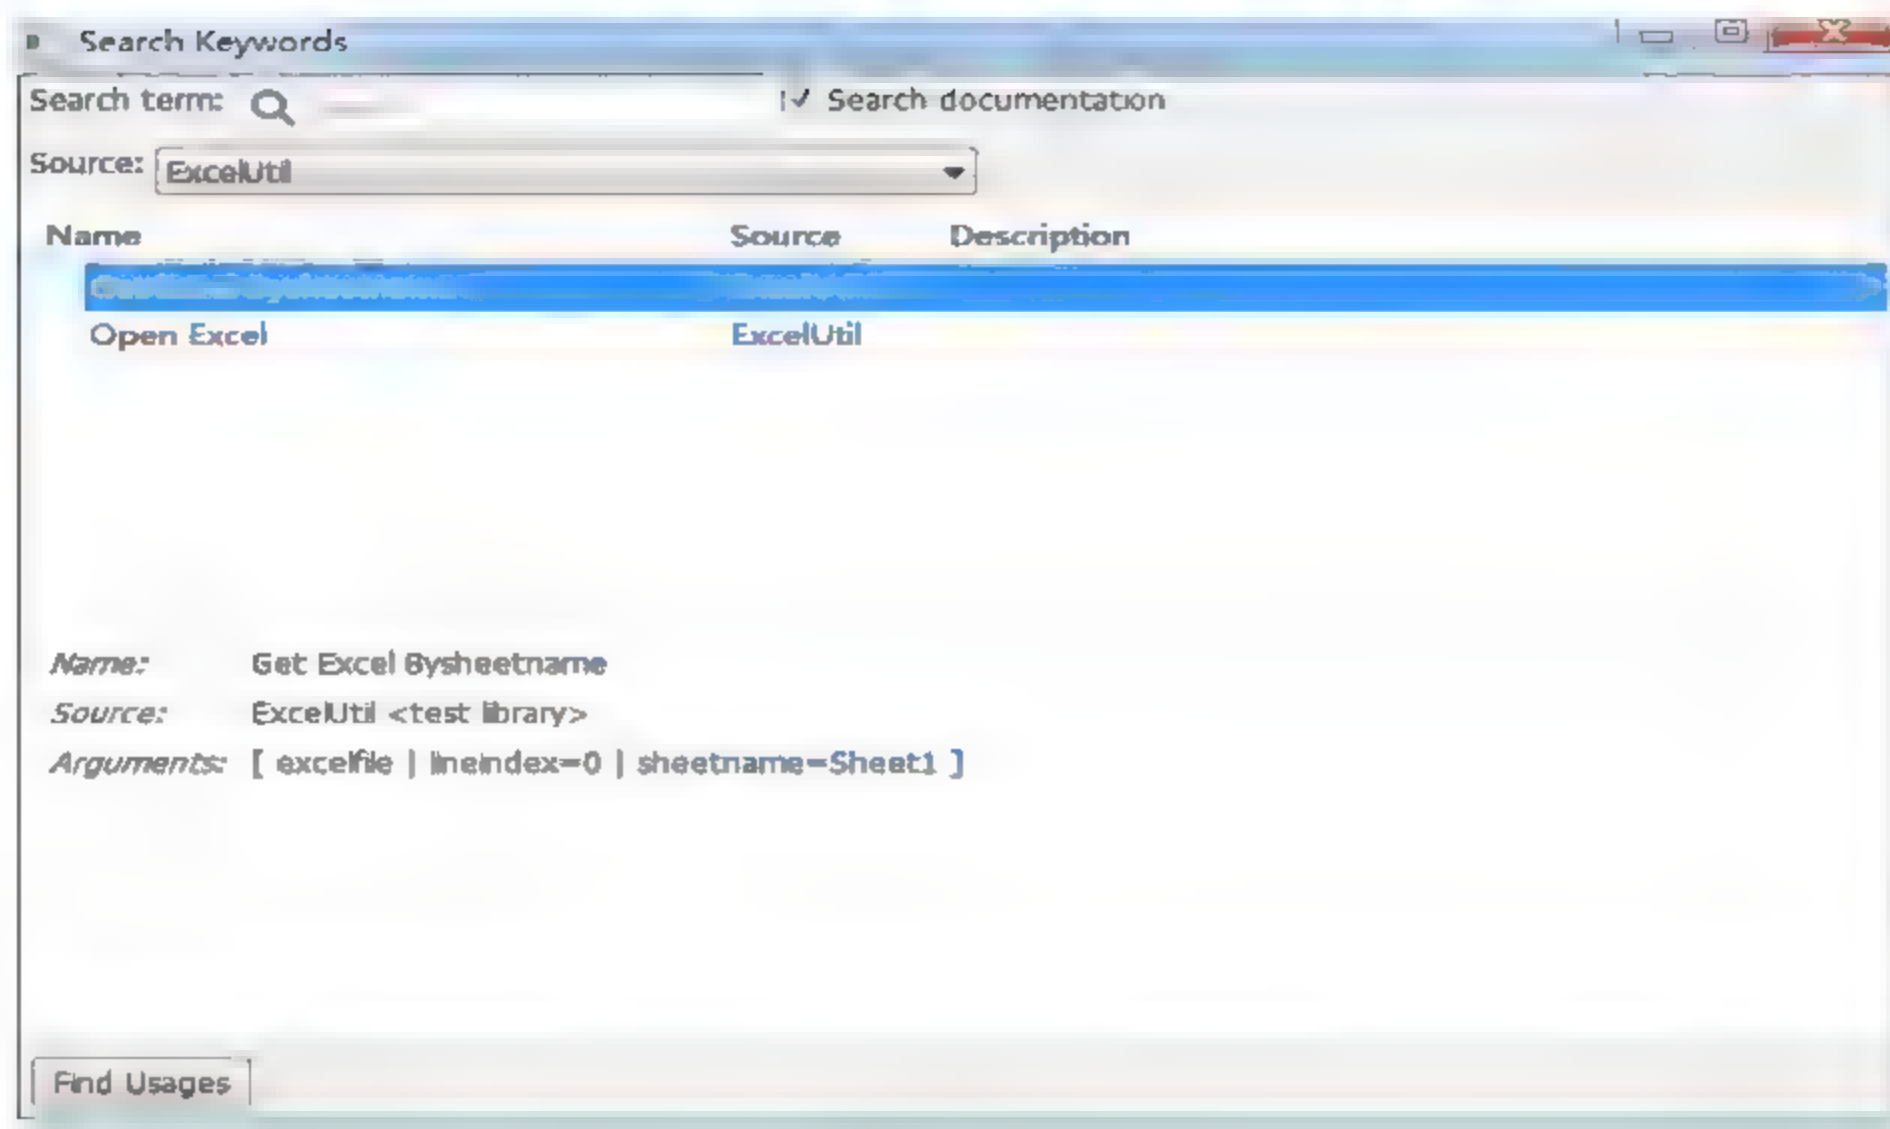 Search Keywords
Search term: Search documentation
Source: ExcelUtil
Name Source Description
Open Excel ExcelUtil
Name: Get Excel Bysheetname
Source: ExcelUtil <test library>
Arguments: [ excelfile | lineindex=0 | sheetname=Sheet1 ]
Find Usages